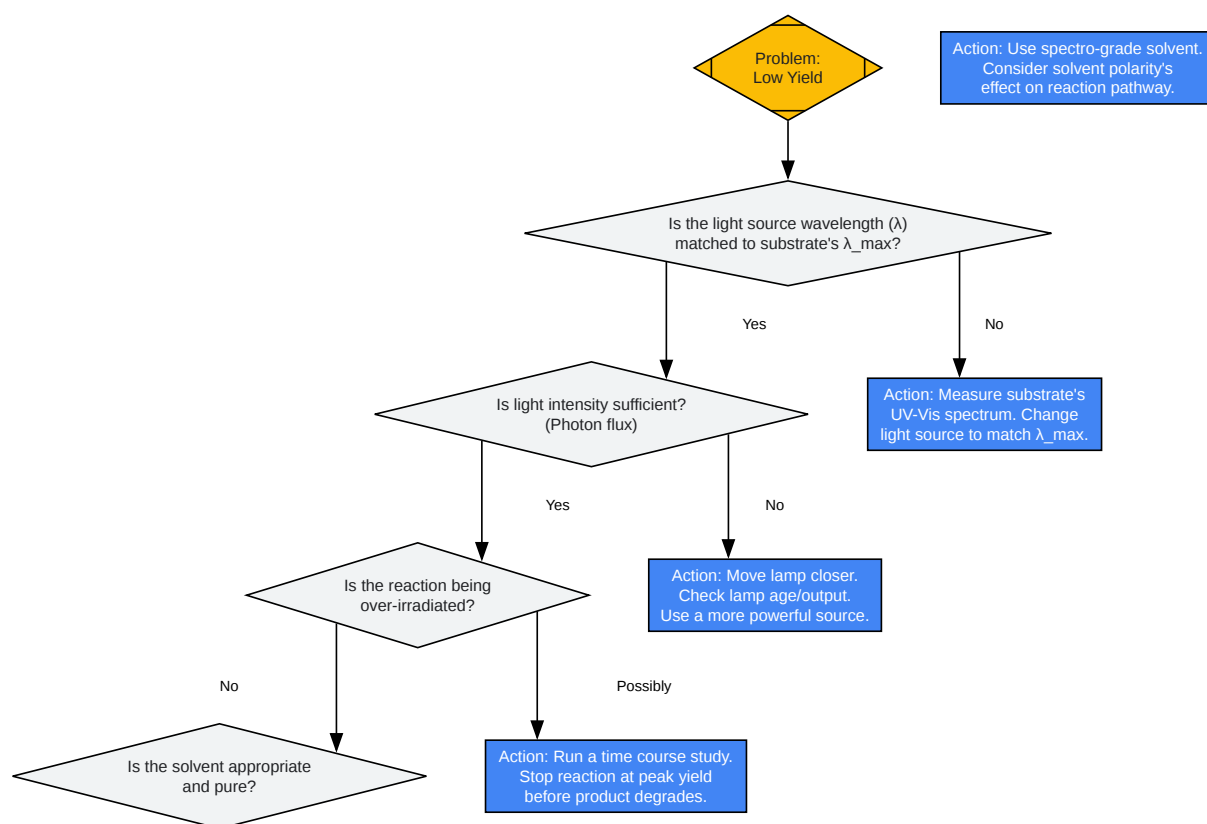 Problem:
Low Yield
Action: Use spectro-grade solvent.
Consider solvent polarity's
effect on reaction pathway.
Is the light source wavelength (λ)
matched to substrate's λ_max?
Yes
No
Is light intensity sufficient?
(Photon flux)
Action: Measure substrate's
UV-Vis spectrum. Change
light source to match λ_max.
Yes
No
Is the reaction being
over-irradiated?
Action: Move lamp closer.
Check lamp age/output.
Use a more powerful source.
No
Possibly
Is the solvent appropriate
and pure?
Action: Run a time course study.
Stop reaction at peak yield
before product degrades.